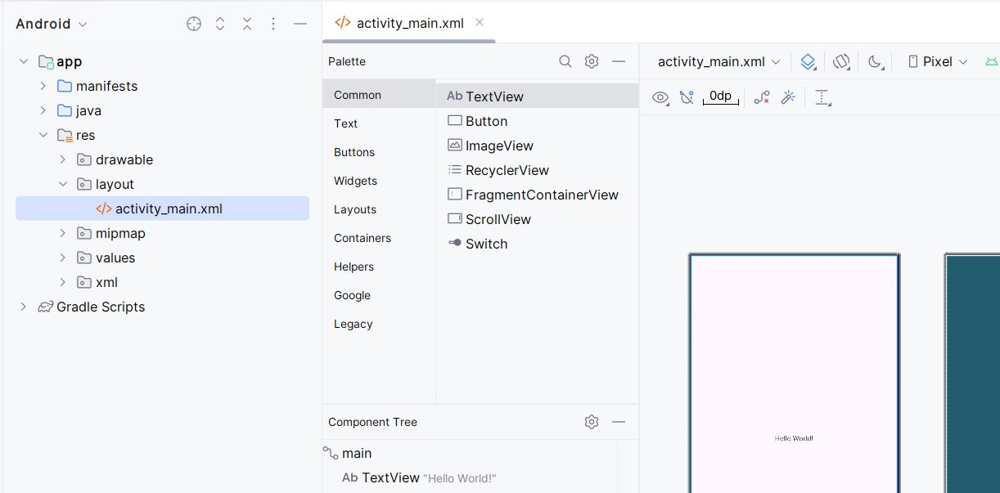 Android
app
manifests
java
res
drawable
layout
</> activity_main.xml
mipmap
values
xml
Gradle Scripts
</> activity_main.xml
Palette
Common
Text
Buttons
Widgets
Layouts
Containers
Helpers
Google
Legacy
Ab TextView
Button
ImageView
RecyclerView
FragmentContainerView
ScrollView
Switch
Component Tree
main
Ab TextView "Hello World!"
activity_main.xml Pixel
0dp
Hello World!